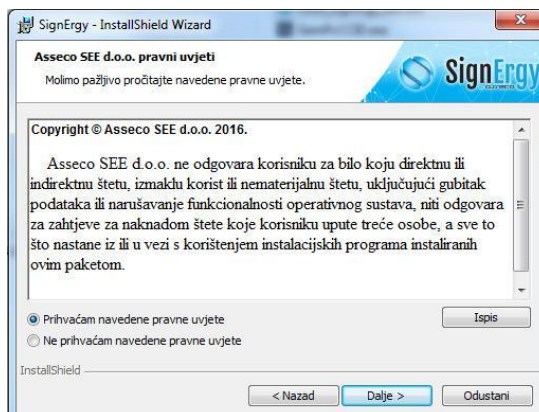 SignErgy - InstallShield Wizard
Asseco SEE d.o.o. pravni uvjeti
Molimo pažljivo pročitajte navedene pravne uvjete.
SignErgy
Copyright © Asseco SEE d.o.o. 2016.
Asseco SEE d.o.o. ne odgovara korisniku za bilo koju direktnu ili
indirektnu štetu, izmaklu korist ili nematerijalnu štetu, uključujući gubitak
podataka ili narušavanje funkcionalnosti operativnog sustava, niti odgovara
za zahtjeve za naknadom štete koje korisniku upute treće osobe, a sve to
što nastane iz ili u vezi s korištenjem instalacijskih programa instaliranih
ovim paketom.
Prihvaćam navedene pravne uvjete
Ispis
Ne prihvaćam navedene pravne uvjete
InstallShield
< Nazad
Dalje >
Odustani